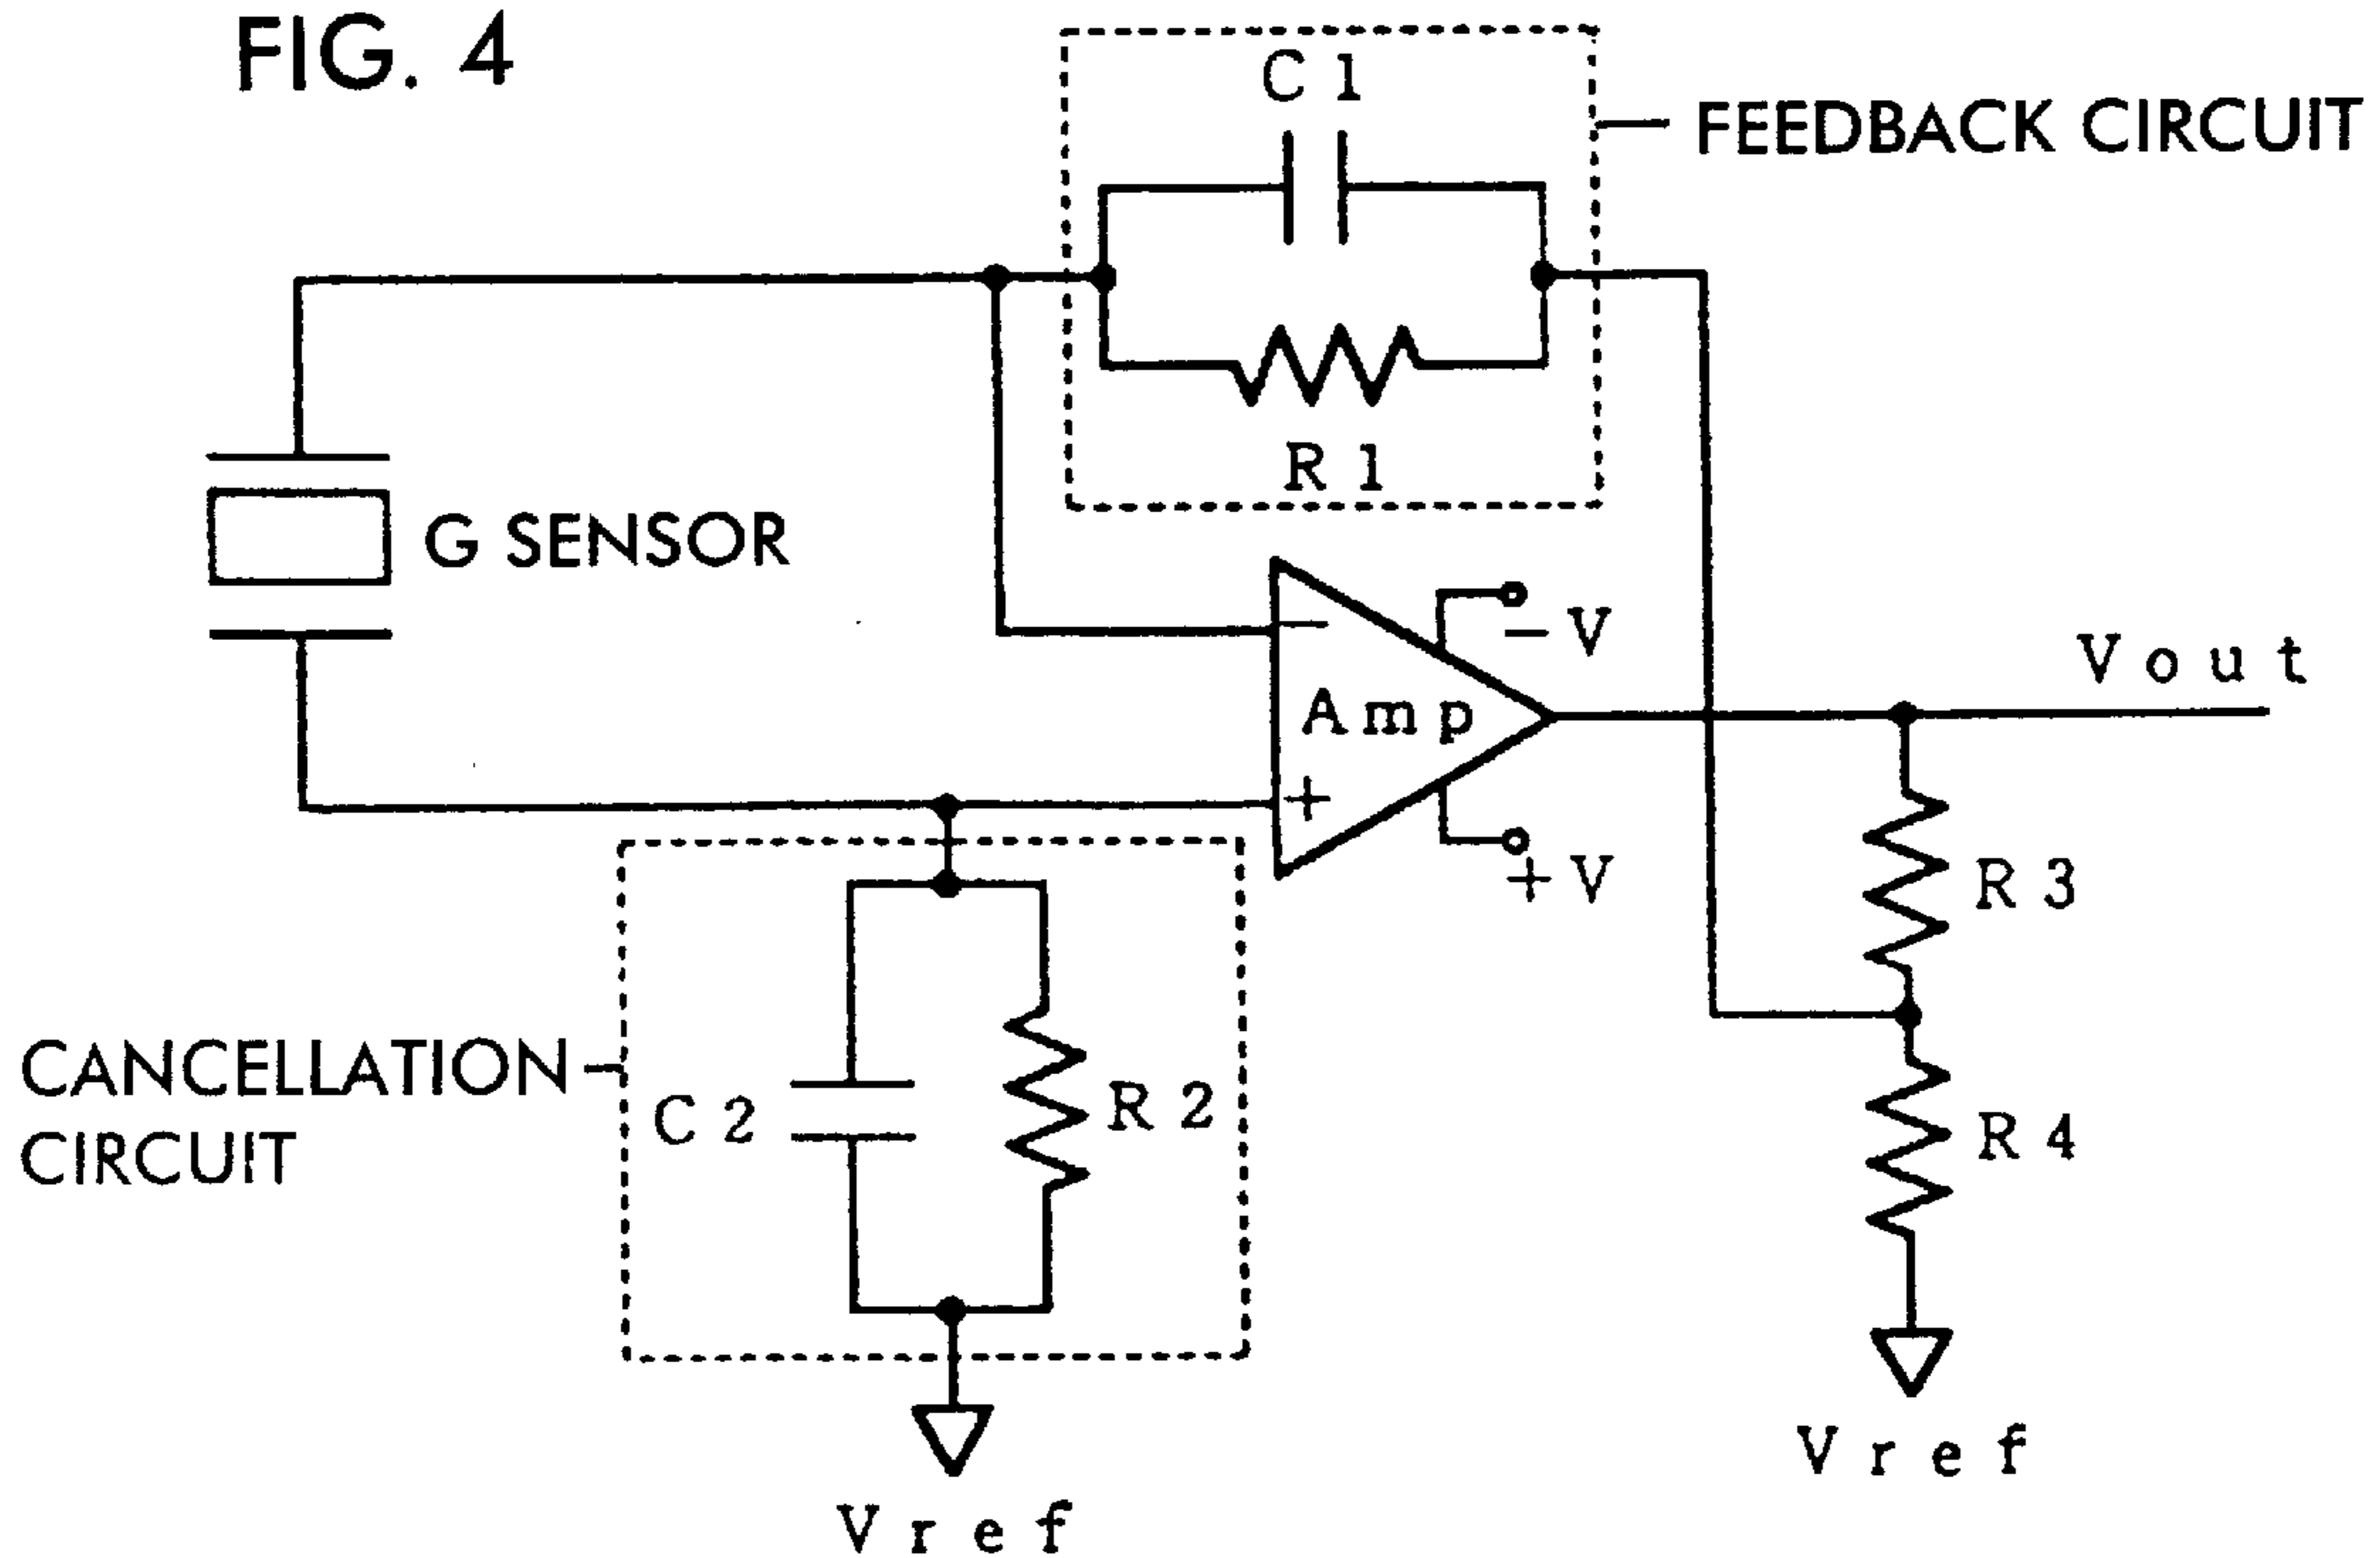 FIG. 4
C1
FEEDBACK CIRCUIT
R1
G SENSOR
−V
−
Amp
+
Vout
+V
R3
CANCELLATION
CIRCUIT
C2
R2
R4
Vref
Vref